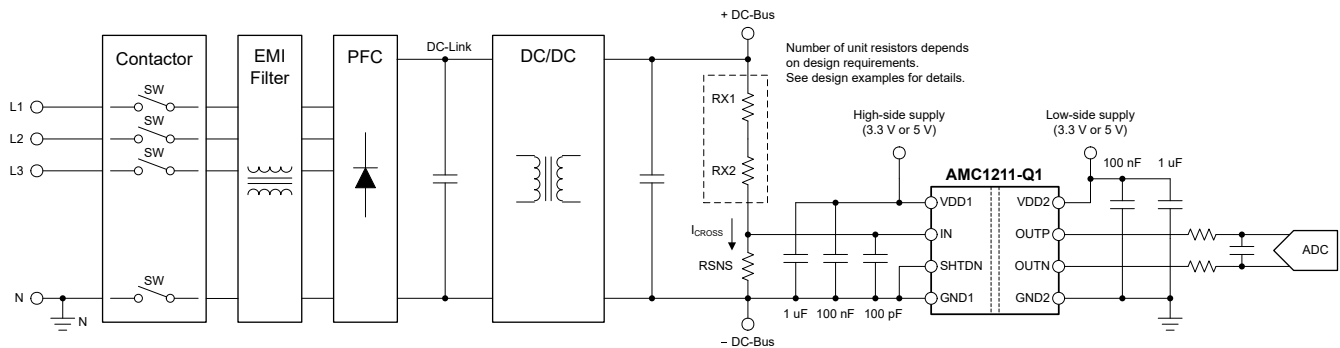 + DC-Bus
Contactor
EMI
Filter
PFC
DC-Link
DC/DC
Number of unit resistors depends
on design requirements.
See design examples for details.
SW
L1
SW
L2
SW
L3
RX1
RX2
High-side supply
(3.3 V or 5 V)
Low-side supply
(3.3 V or 5 V)
100 nF
1 uF
AMC1211-Q1
VDD1
VDD2
ICROSS
IN
OUTP
ADC
RSNS
SHTDN
OUTN
SW
N
N
GND1
GND2
1 uF
100 nF
100 pF
– DC-Bus